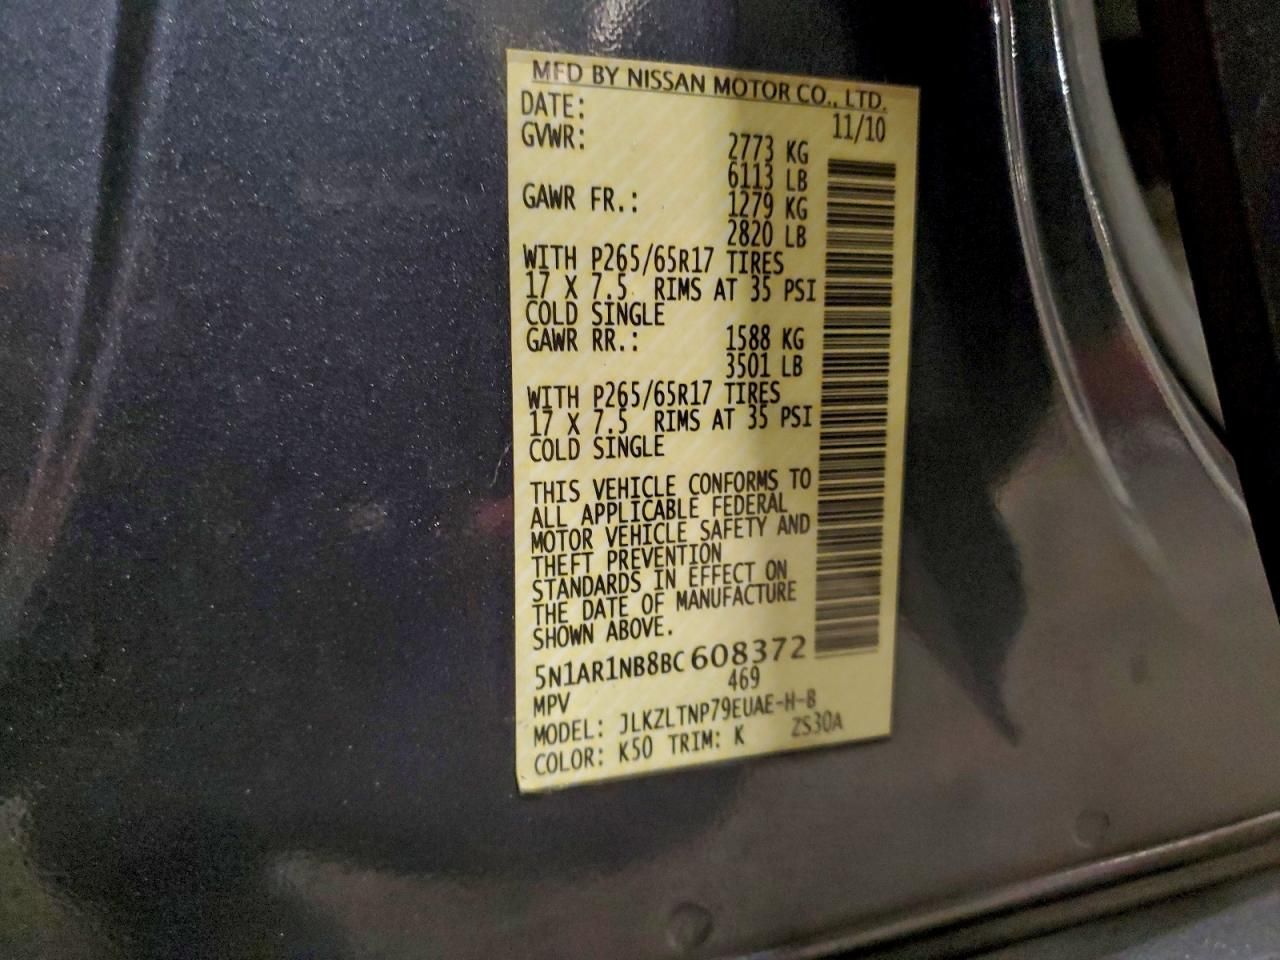 MFD BY NISSAN MOTOR CO., LTD.
DATE: 11/10
GVWR: 2773 KG
6113 LB
GAWR FR.: 1279 KG
2820 LB
WITH P265/65R17 TIRES
17 X 7.5 RIMS AT 35 PSI
COLD SINGLE
GAWR RR.: 1588 KG
3501 LB
WITH P265/65R17 TIRES
17 X 7.5 RIMS AT 35 PSI
COLD SINGLE
THIS VEHICLE CONFORMS TO
ALL APPLICABLE FEDERAL
MOTOR VEHICLE SAFETY AND
THEFT PREVENTION
STANDARDS IN EFFECT ON
THE DATE OF MANUFACTURE
SHOWN ABOVE.
5N1AR1NB8BC608372
MPV 469
MODEL: JLKZLTNP79EUAE-H-B
COLOR: K50 TRIM: K ZS30A